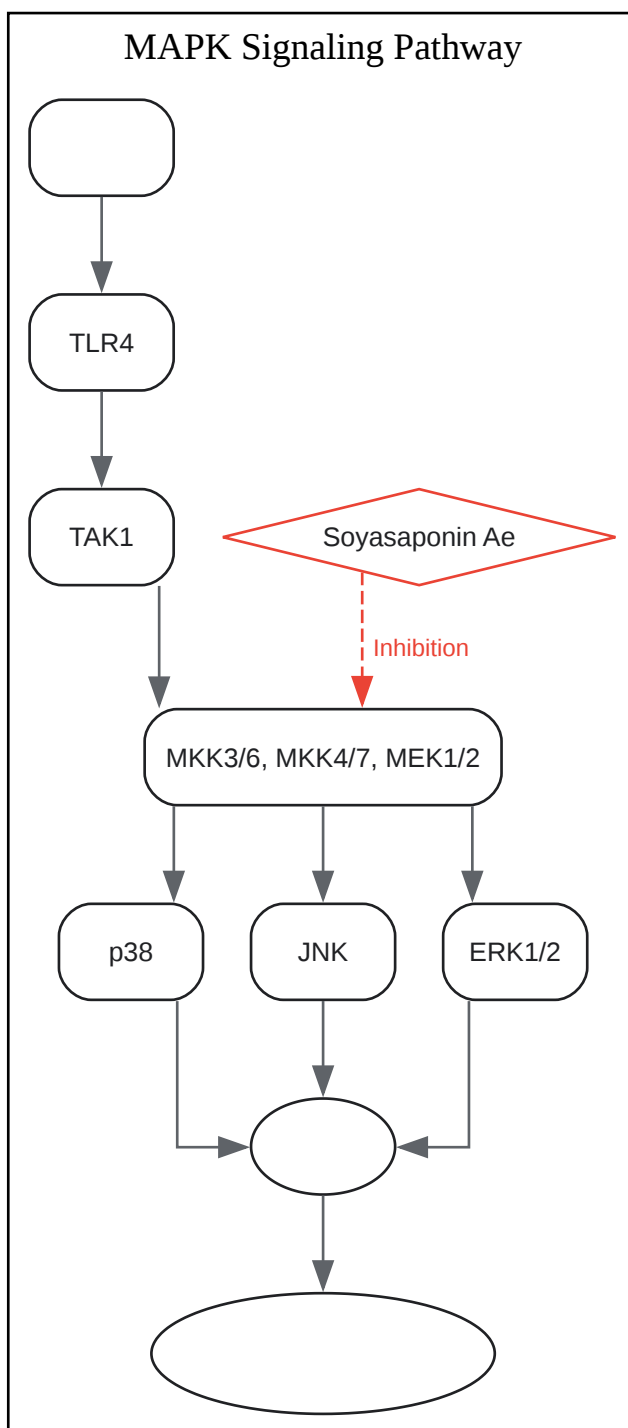 MAPK Signaling Pathway
TLR4
TAK1
Soyasaponin Ae
Inhibition
MKK3/6, MKK4/7, MEK1/2
p38
JNK
ERK1/2